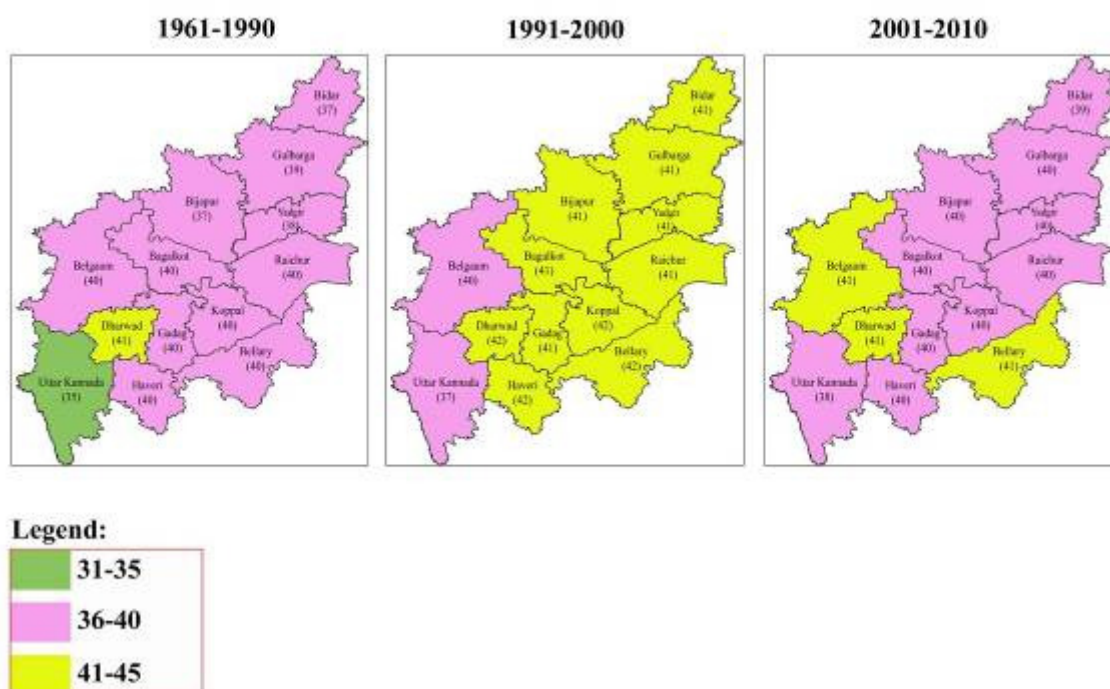 1961-1990
Bidar
(37)
Gulbarga
(39)
Bijapur
(37)
Yadgir
(38)
Bagalkot
(40)
Raichur
(40)
Belgaum
(40)
Koppal
(40)
Dharwad
(41)
Gadag
(40)
Bellary
(40)
Uttar Kannada
(35)
Haveri
(40)
1991-2000
Bidar
(41)
Gulbarga
(41)
Bijapur
(41)
Yadgir
(41)
Bagalkot
(41)
Raichur
(41)
Belgaum
(40)
Koppal
(42)
Dharwad
(42)
Gadag
(41)
Bellary
(42)
Uttar Kannada
(37)
Haveri
(42)
2001-2010
Bidar
(39)
Gulbarga
(40)
Bijapur
(40)
Yadgir
(40)
Bagalkot
(40)
Raichur
(40)
Belgaum
(41)
Koppal
(40)
Dharwad
(41)
Gadag
(40)
Bellary
(41)
Uttar Kannada
(38)
Haveri
(40)
Legend:
31-35
36-40
41-45